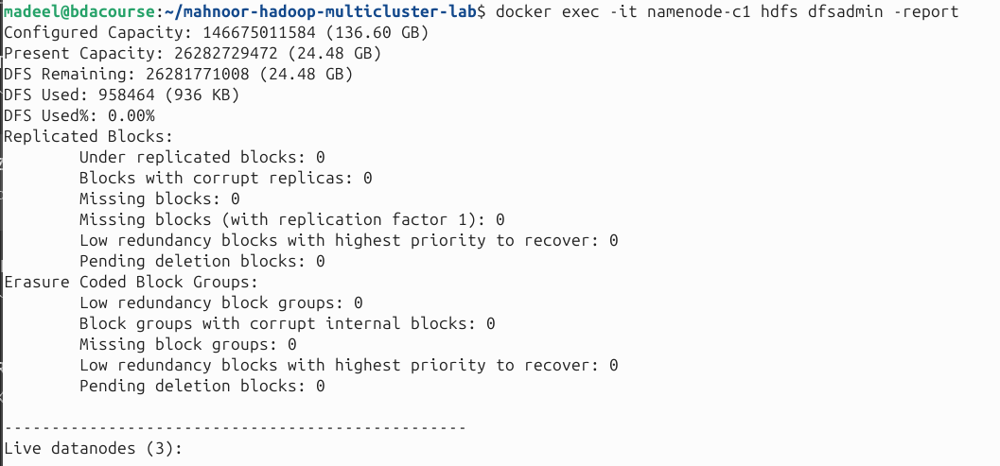 madeel@bdacourse:~/mahnoor-hadoop-multicluster-lab$ docker exec -it namenode-c1 hdfs dfsadmin -report
Configured Capacity: 146675011584 (136.60 GB)
Present Capacity: 26282729472 (24.48 GB)
DFS Remaining: 26281771008 (24.48 GB)
DFS Used: 958464 (936 KB)
DFS Used%: 0.00%
Replicated Blocks:
        Under replicated blocks: 0
        Blocks with corrupt replicas: 0
        Missing blocks: 0
        Missing blocks (with replication factor 1): 0
        Low redundancy blocks with highest priority to recover: 0
        Pending deletion blocks: 0
Erasure Coded Block Groups:
        Low redundancy block groups: 0
        Block groups with corrupt internal blocks: 0
        Missing block groups: 0
        Low redundancy blocks with highest priority to recover: 0
        Pending deletion blocks: 0
-------------------------------------------------
Live datanodes (3):